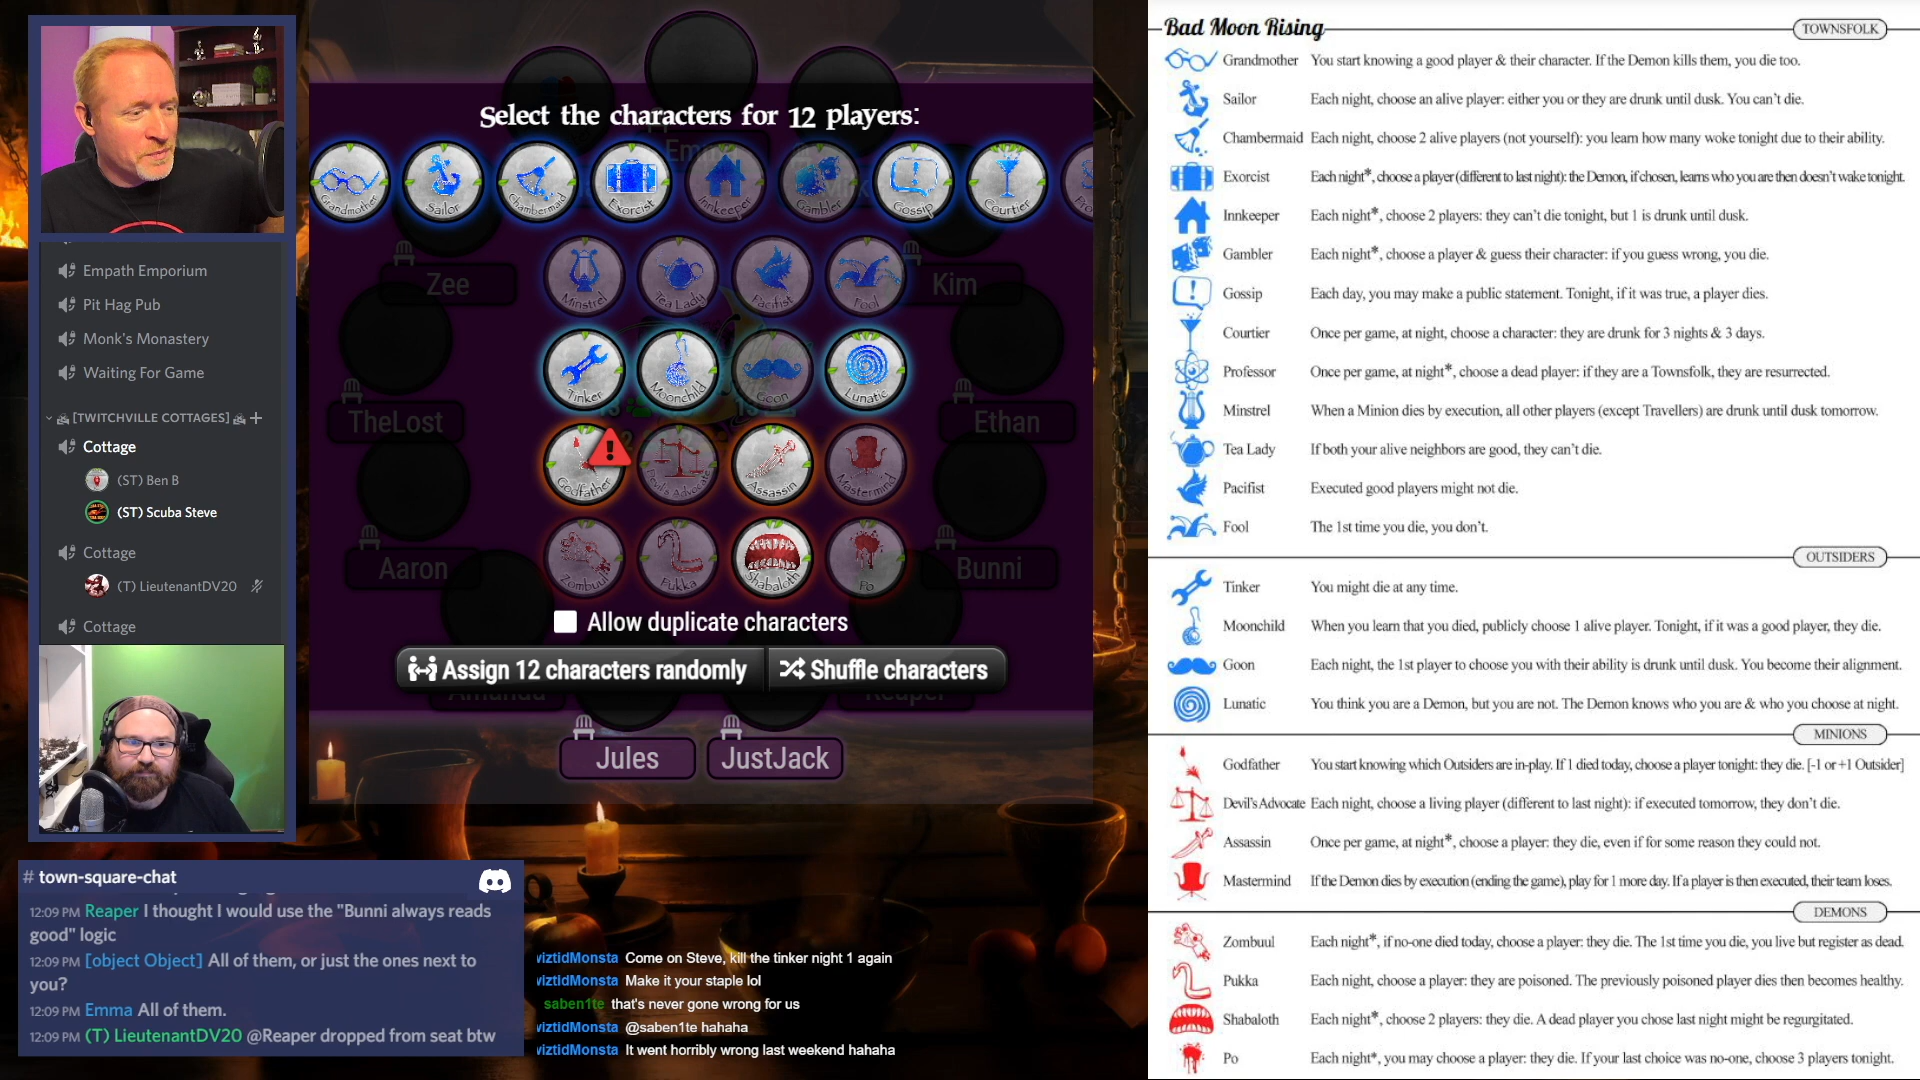 Empath Emporium
Pit Hag Pub
Monk's Monastery
Waiting For Game
[TWITCHVILLE COTTAGES]
Cottage
(ST) Ben B
(ST) Scuba Steve
Cottage
(T) LieutenantDV20
Cottage
# town-square-chat
12:09 PM Reaper I thought I would use the "Bunni always reads
good" logic
12:09 PM [object Object] All of them, or just the ones next to
you?
12:09 PM Emma All of them.
12:09 PM (T) LieutenantDV20 @Reaper dropped from seat btw
Select the characters for 12 players:
Grandmother
Sailor
Chambermaid
Exorcist
Innkeeper
Gambler
Gossip
Courtier
Minstrel
Tea Lady
Pacifist
Fool
Tinker
Moonchild
Goon
Lunatic
Godfather
Devil's Advocate
Assassin
Mastermind
Zombuul
Pukka
Shabaloth
Po
Emma
Zee
Kim
TheLost
Ethan
Aaron
Bunni
Allow duplicate characters
Assign 12 characters randomly
Shuffle characters
Amanda
Reaper
Jules
JustJack
viztidMonsta Come on Steve, kill the tinker night 1 again
viztidMonsta Make it your staple lol
saben1te that's never gone wrong for us
viztidMonsta @saben1te hahaha
viztidMonsta It went horribly wrong last weekend hahaha
Bad Moon Rising
TOWNSFOLK
Grandmother You start knowing a good player & their character. If the Demon kills them, you die too.
Sailor Each night, choose an alive player: either you or they are drunk until dusk. You can't die.
Chambermaid Each night, choose 2 alive players (not yourself): you learn how many woke tonight due to their ability.
Exorcist Each night*, choose a player (different to last night): the Demon, if chosen, learns who you are then doesn't wake tonight.
Innkeeper Each night*, choose 2 players: they can't die tonight, but 1 is drunk until dusk.
Gambler Each night*, choose a player & guess their character: if you guess wrong, you die.
Gossip Each day, you may make a public statement. Tonight, if it was true, a player dies.
Courtier Once per game, at night, choose a character: they are drunk for 3 nights & 3 days.
Professor Once per game, at night*, choose a dead player: if they are a Townsfolk, they are resurrected.
Minstrel When a Minion dies by execution, all other players (except Travellers) are drunk until dusk tomorrow.
Tea Lady If both your alive neighbors are good, they can't die.
Pacifist Executed good players might not die.
Fool The 1st time you die, you don't.
OUTSIDERS
Tinker You might die at any time.
Moonchild When you learn that you died, publicly choose 1 alive player. Tonight, if it was a good player, they die.
Goon Each night, the 1st player to choose you with their ability is drunk until dusk. You become their alignment.
Lunatic You think you are a Demon, but you are not. The Demon knows who you are & who you choose at night.
MINIONS
Godfather You start knowing which Outsiders are in-play. If 1 died today, choose a player tonight: they die. [-1 or +1 Outsider]
Devil's Advocate Each night, choose a living player (different to last night): if executed tomorrow, they don't die.
Assassin Once per game, at night*, choose a player: they die, even if for some reason they could not.
Mastermind If the Demon dies by execution (ending the game), play for 1 more day. If a player is then executed, their team loses.
DEMONS
Zombuul Each night*, if no-one died today, choose a player: they die. The 1st time you die, you live but register as dead.
Pukka Each night, choose a player: they are poisoned. The previously poisoned player dies then becomes healthy.
Shabaloth Each night*, choose 2 players: they die. A dead player you chose last night might be regurgitated.
Po Each night*, you may choose a player: they die. If your last choice was no-one, choose 3 players tonight.